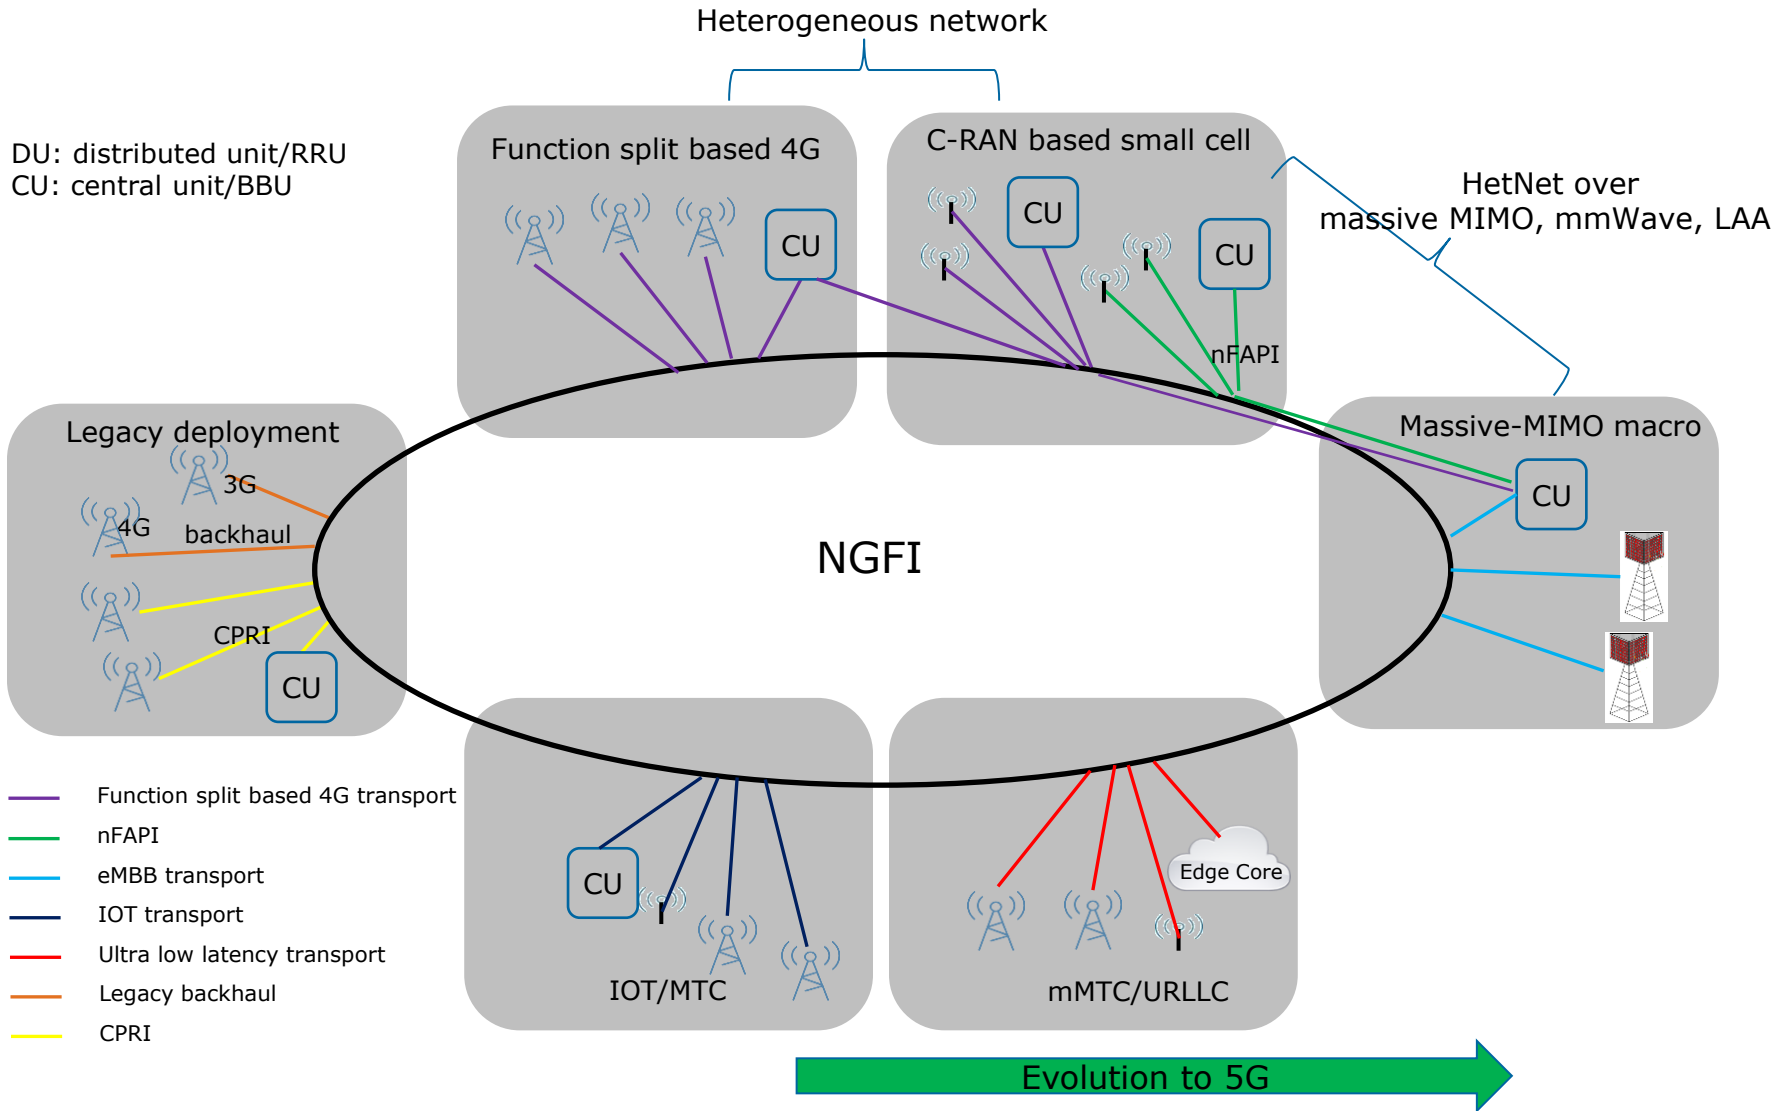 Heterogeneous network
DU: distributed unit/RRU
CU: central unit/BBU
Function split based 4G
CU
C-RAN based small cell
CU
CU
nFAPI
HetNet over
massive MIMO, mmWave, LAA
Legacy deployment
3G
4G
backhaul
CPRI
CU
NGFI
Massive-MIMO macro
CU
CU
IOT/MTC
Edge Core
mMTC/URLLC
Function split based 4G transport
nFAPI
eMBB transport
IOT transport
Ultra low latency transport
Legacy backhaul
CPRI
Evolution to 5G